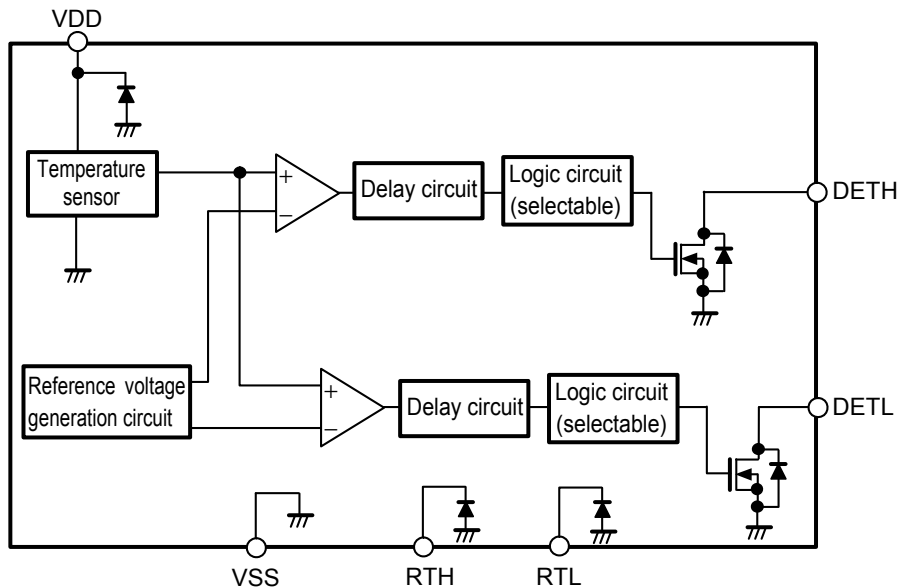 VDD
Temperature
sensor
+
−
Delay circuit
Logic circuit
(selectable)
DETH
Reference voltage
generation circuit
+
−
Delay circuit
Logic circuit
(selectable)
DETL
VSS
RTH
RTL